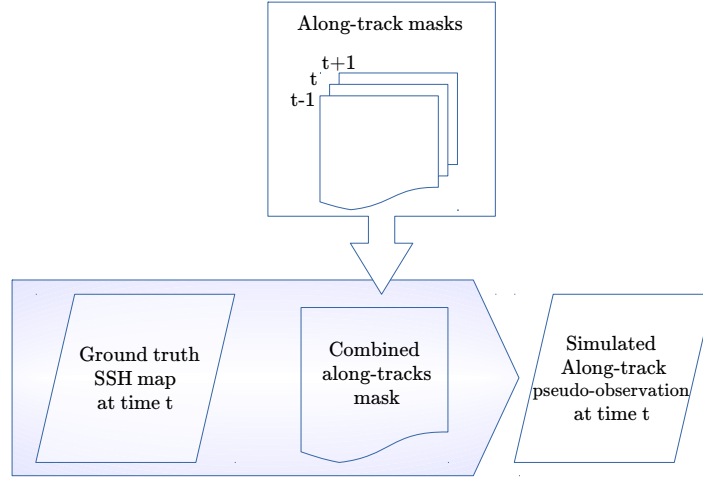 Along-track masks
t+1
t
t-1
Ground truth
SSH map
at time t
Combined
along-tracks
mask
Simulated
Along-track
pseudo-observation
at time t